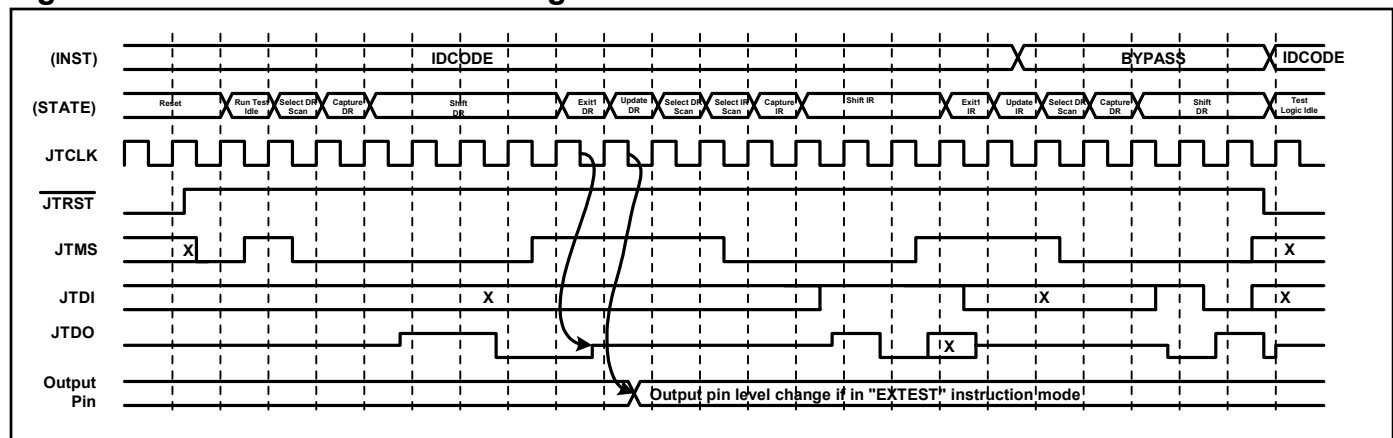 (INST) IDCODE BYPASS IDCODE
(STATE) Reset Run Test Idle Select DR Scan Capture DR Shift DR Exit1 DR Update DR Select DR Scan Select IR Scan Capture IR Shift IR Exit1 IR Update IR Select DR Scan Capture DR Shift DR Test Logic Idle
JTCLK
JTRST
JTMS X X
JTDI X X X
JTDO X
Output Pin Output pin level change if in "EXTEST" instruction mode